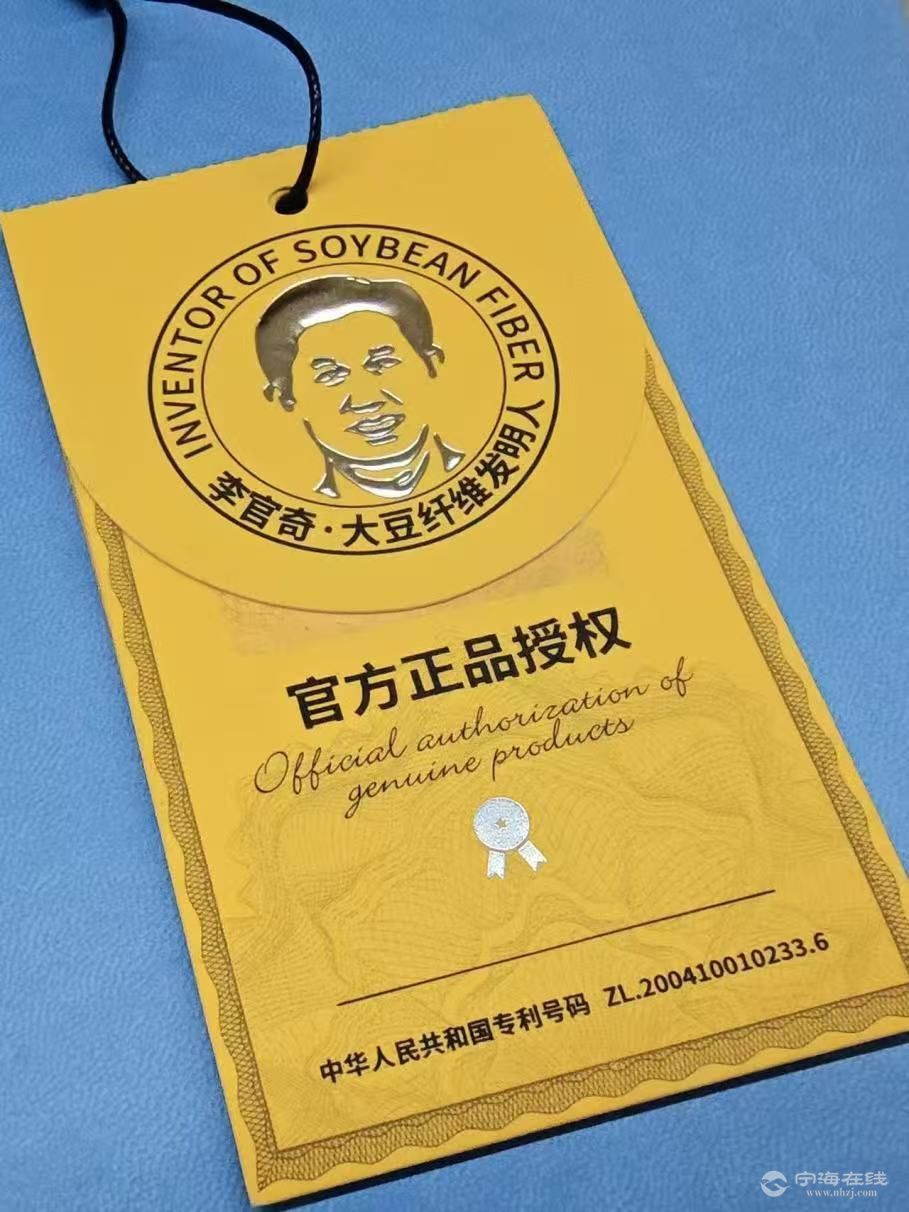 INVENTOR OF SOYBEAN FIBER
李官奇·大豆纤维发明人
官方正品授权
Official authorization of
genuine products
中华人民共和国专利号码 ZL.200410010233.6
宁海在线
www.nhzj.com